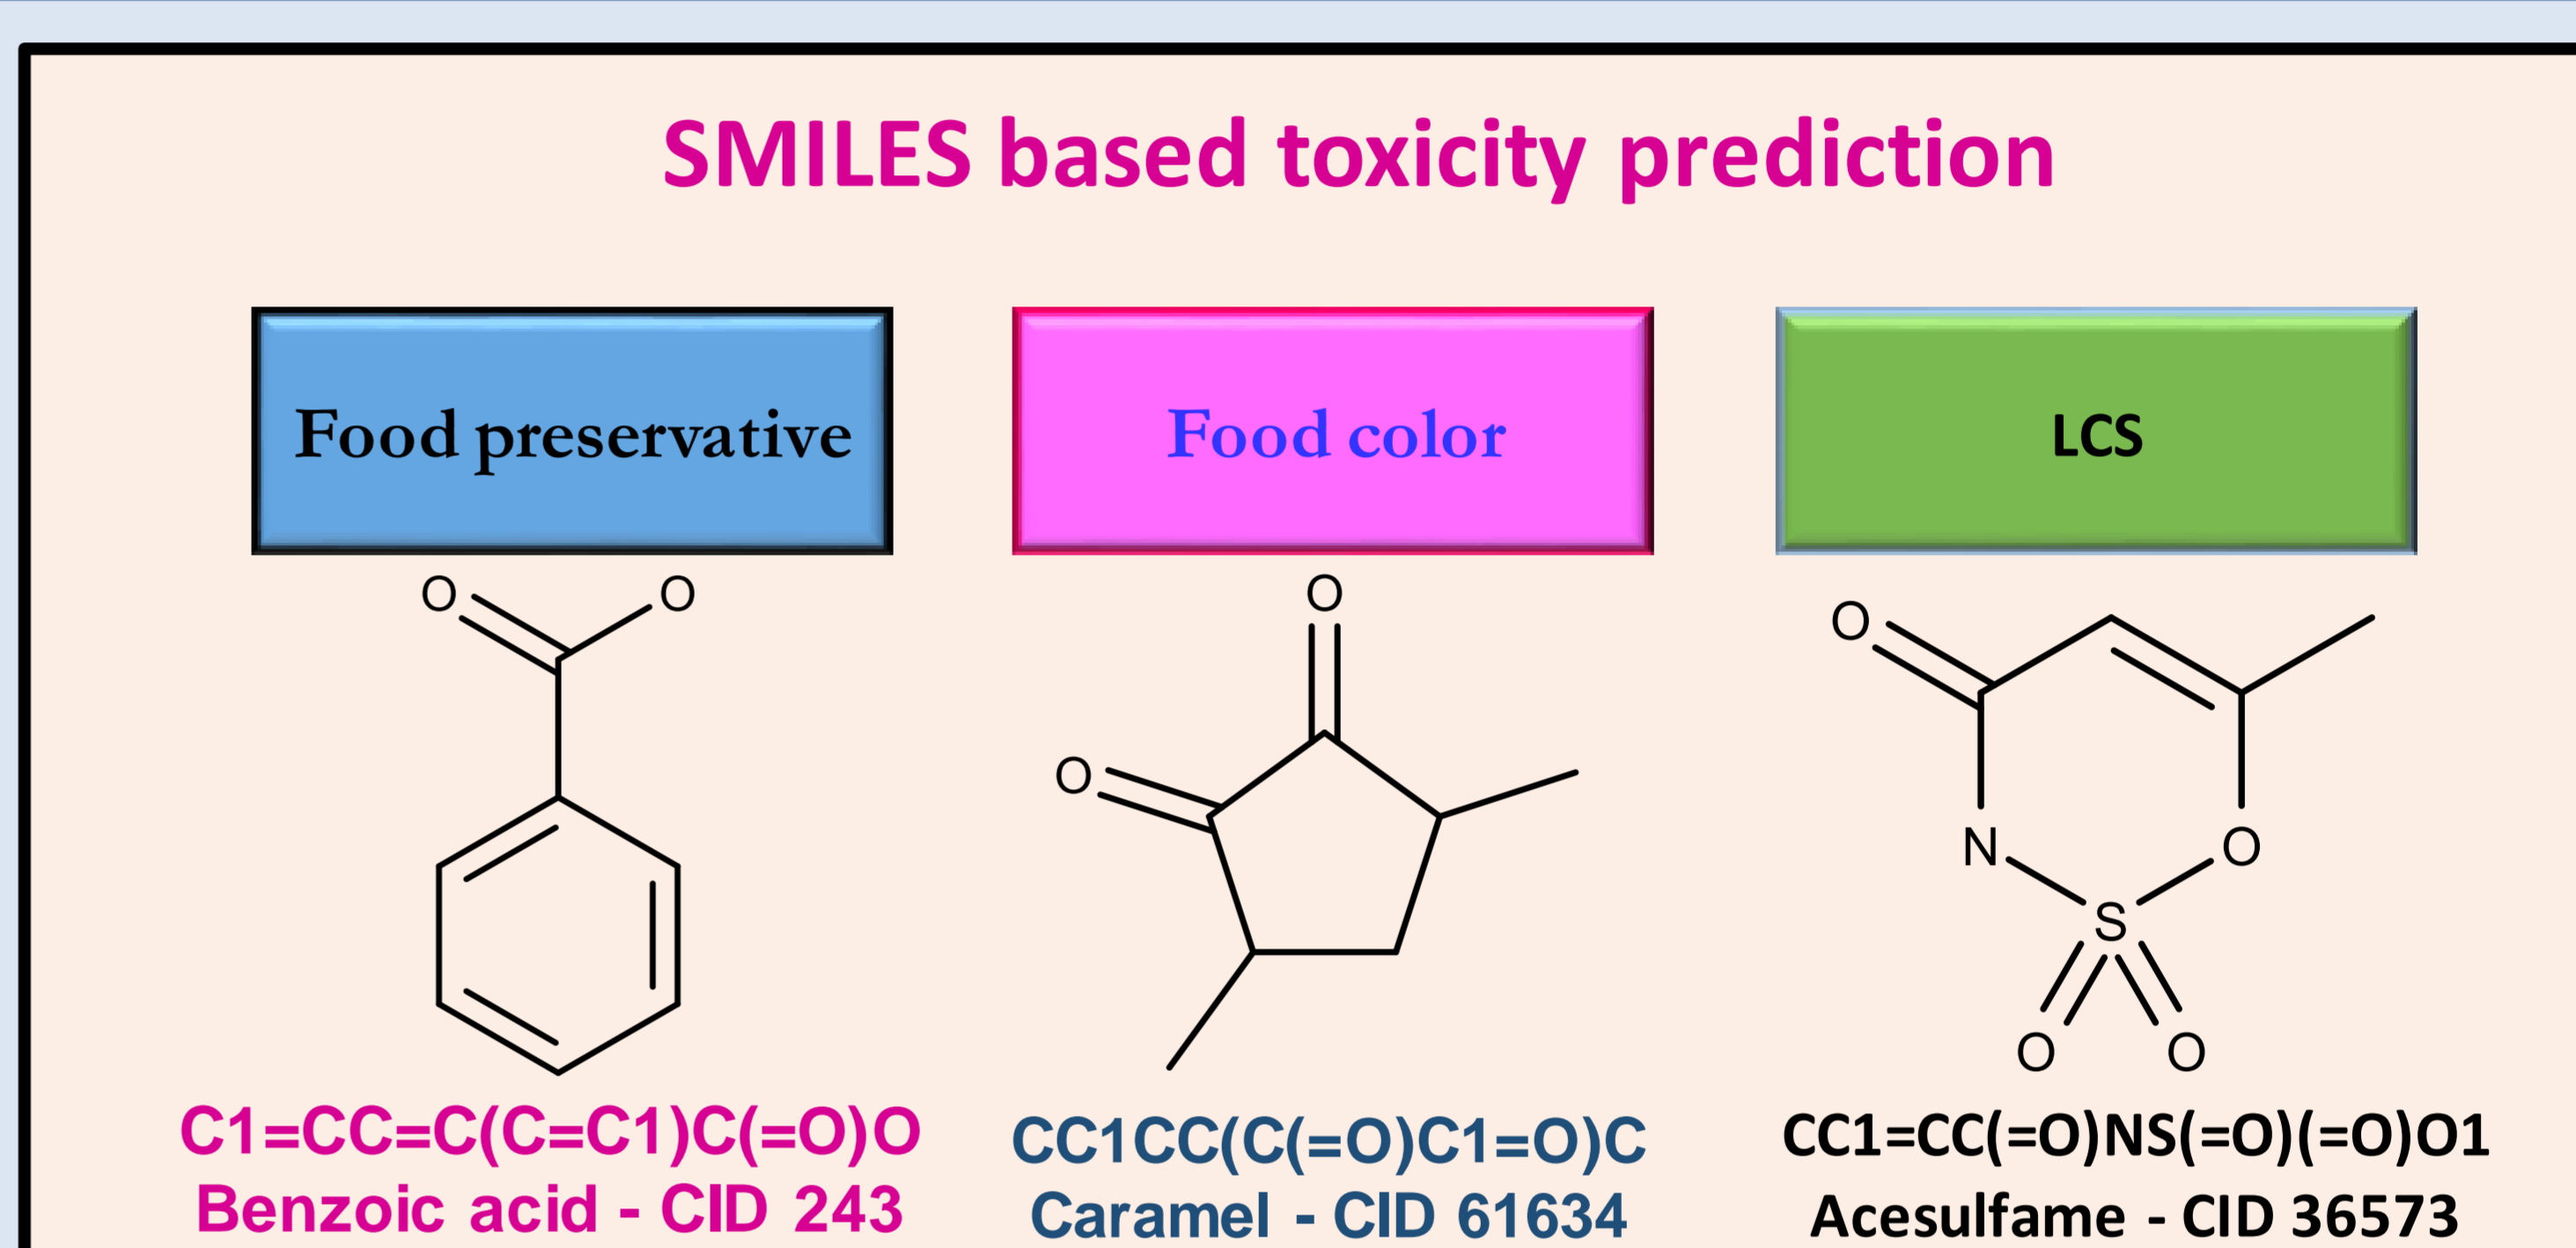 SMILES based toxicity prediction
Food preservative
Food color
LCS
O
O
O
O
O
N
O
S
O
O
C1=CC=C(C=C1)C(=O)O
Benzoic acid - CID 243
CC1CC(C(=O)C1=O)C
Caramel - CID 61634
CC1=CC(=O)NS(=O)(=O)O1
Acesulfame - CID 36573